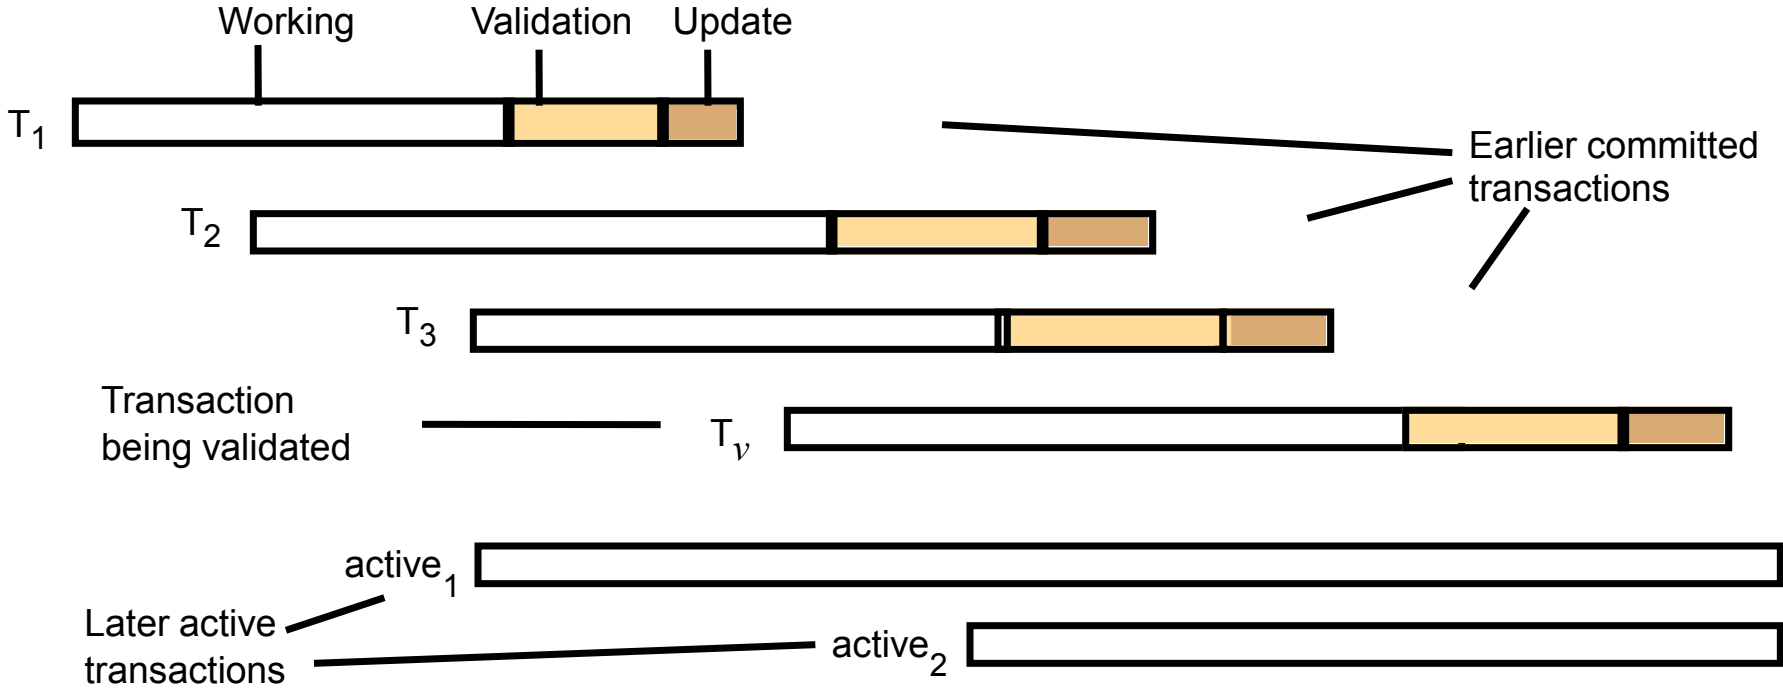 Working
Validation
Update
T1
Earlier committed
transactions
T2
T3
Transaction
being validated
Tv
active1
Later active
transactions
active2